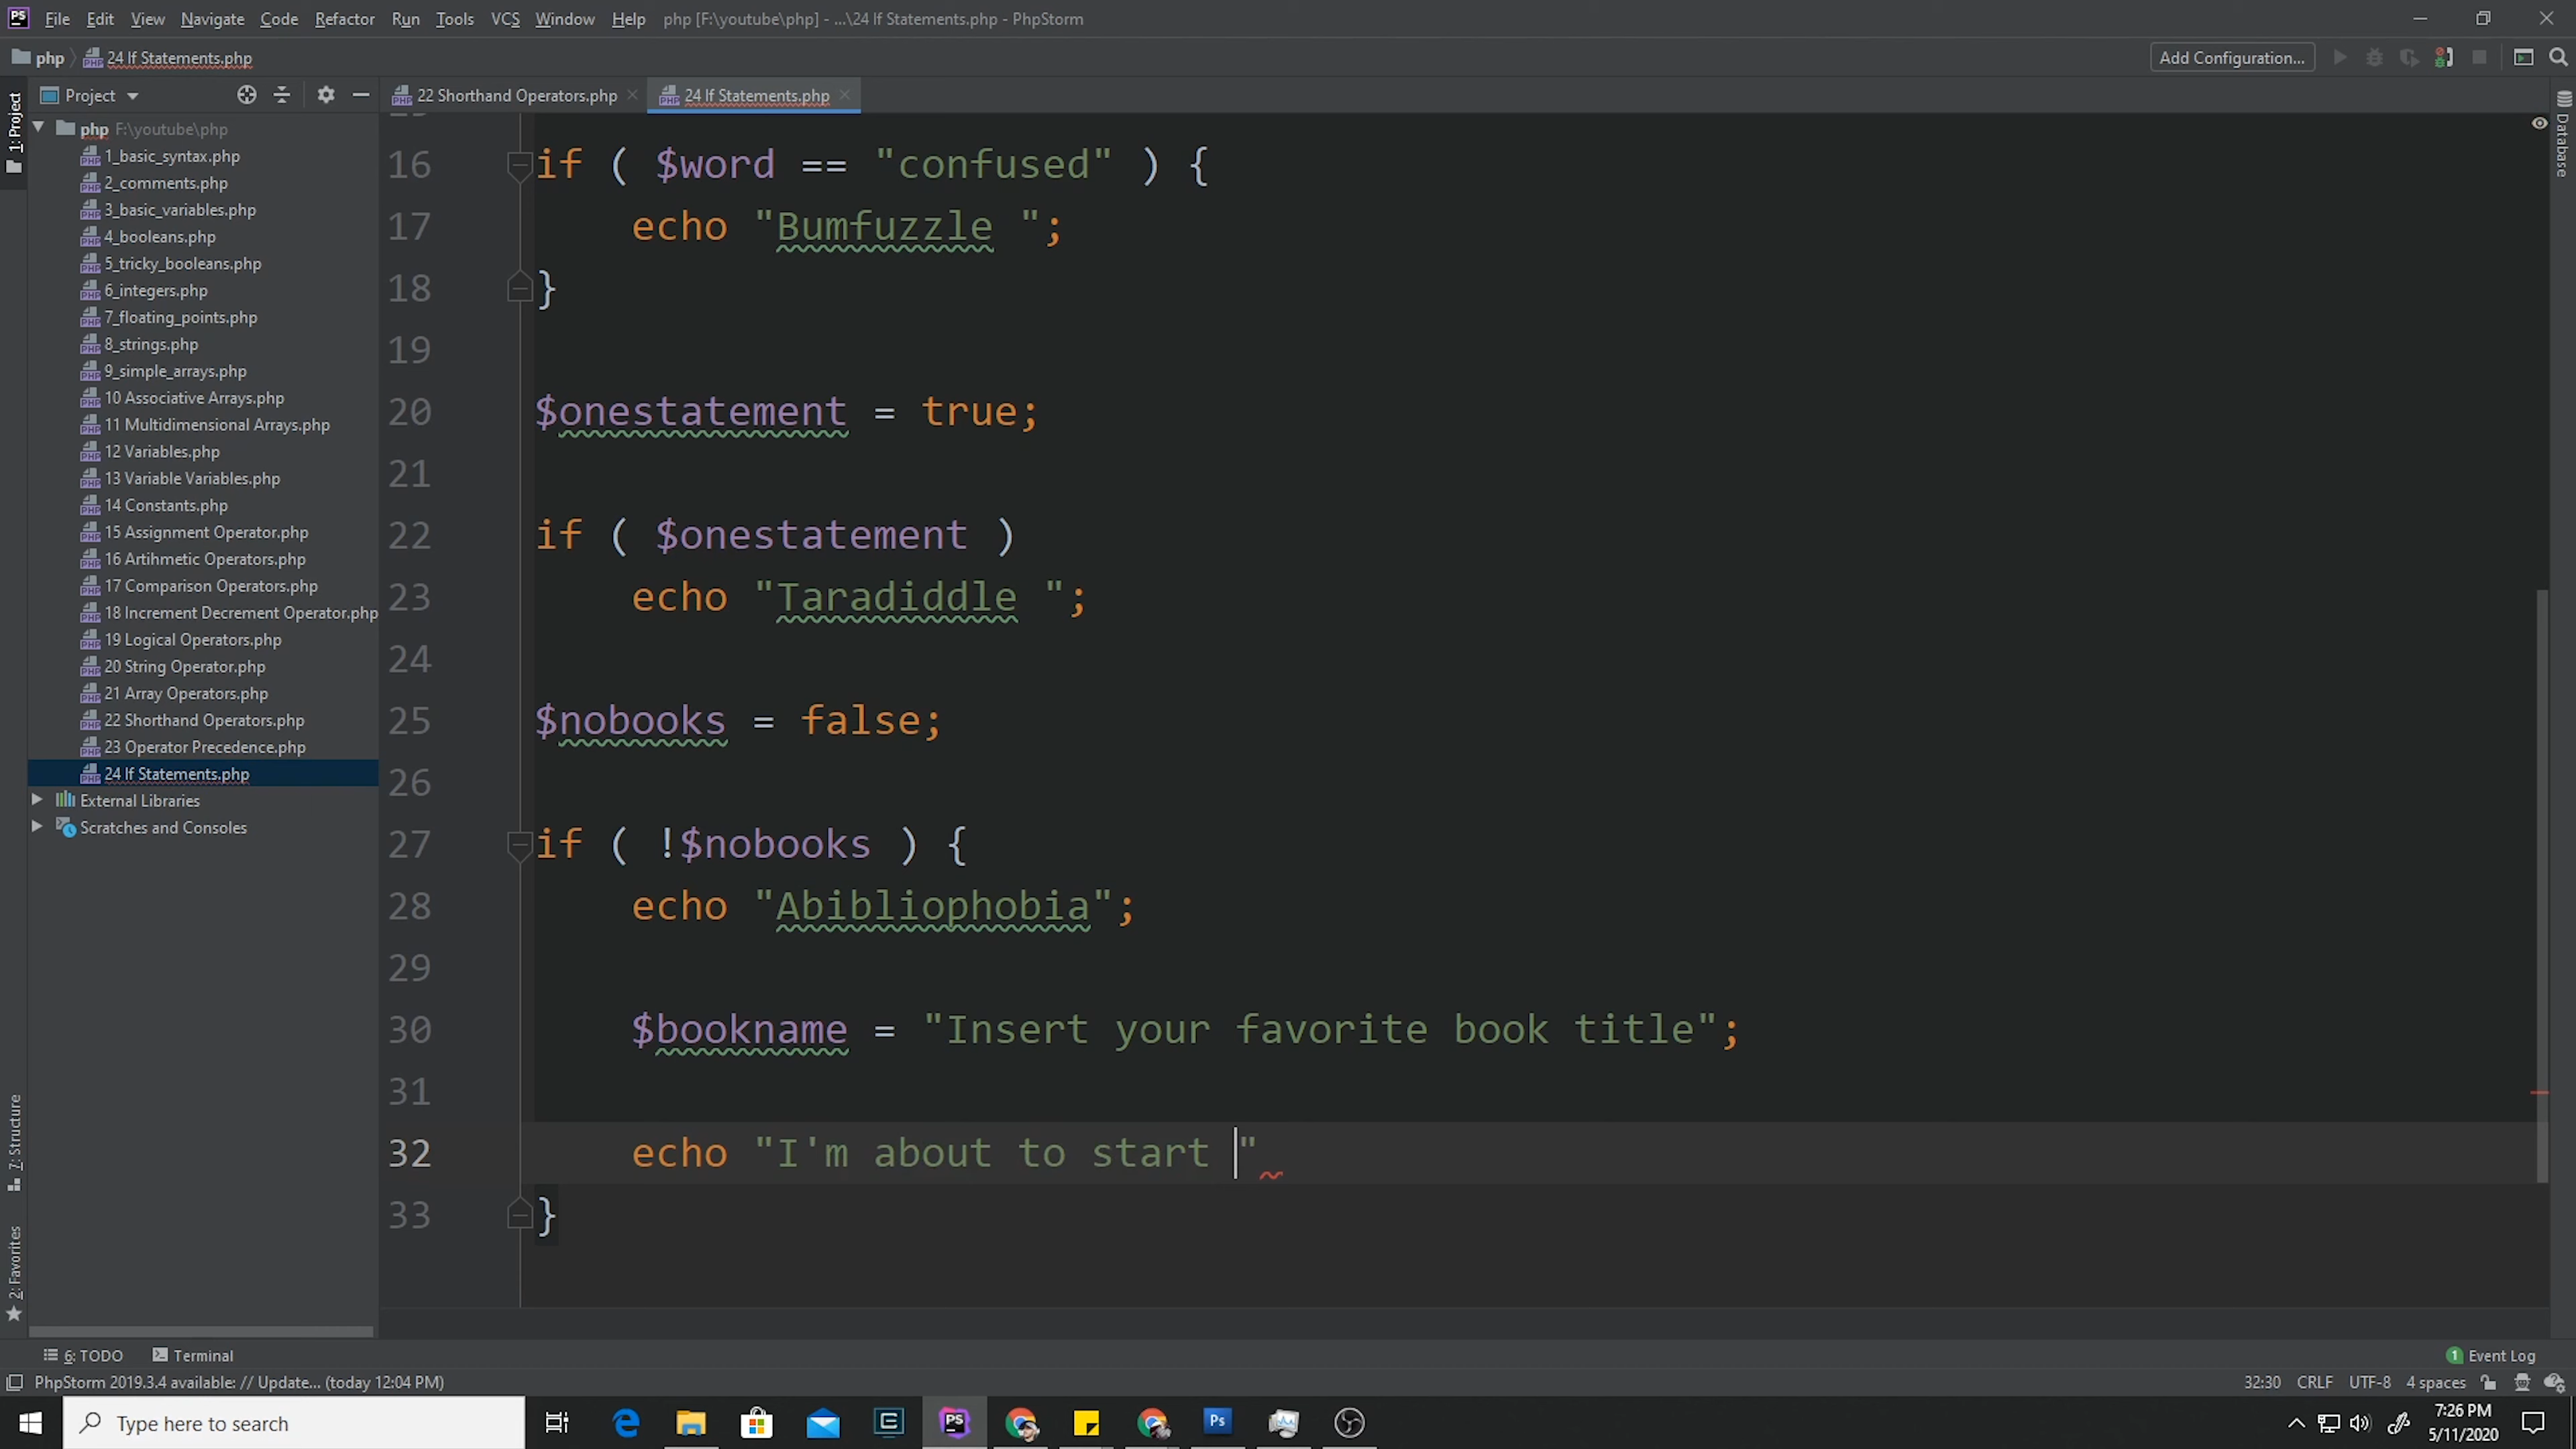 File Edit View Navigate Code Refactor Run Tools VCS Window Help php [F:\youtube\php] - ...\24 If Statements.php - PhpStorm
php 24 If Statements.php Add Configuration...
Project 22 Shorthand Operators.php 24 If Statements.php
1: Project
Database
php F:\youtube\php
1_basic_syntax.php
2_comments.php
3_basic_variables.php
4_booleans.php
5_tricky_booleans.php
6_integers.php
7_floating_points.php
8_strings.php
9_simple_arrays.php
10 Associative Arrays.php
11 Multidimensional Arrays.php
12 Variables.php
13 Variable Variables.php
14 Constants.php
15 Assignment Operator.php
16 Artihmetic Operators.php
17 Comparison Operators.php
18 Increment Decrement Operator.php
19 Logical Operators.php
20 String Operator.php
21 Array Operators.php
22 Shorthand Operators.php
23 Operator Precedence.php
24 If Statements.php
External Libraries
Scratches and Consoles
16 if ( $word == "confused" ) {
17 echo "Bumfuzzle ";
18 }
19
20 $onestatement = true;
21
22 if ( $onestatement )
23 echo "Taradiddle ";
24
25 $nobooks = false;
26
27 if ( !$nobooks ) {
28 echo "Abibliophobia";
29
30 $bookname = "Insert your favorite book title";
31
32 echo "I'm about to start "
33 }
7: Structure
2: Favorites
6: TODO Terminal 1 Event Log
PhpStorm 2019.3.4 available: // Update... (today 12:04 PM) 32:30 CRLF UTF-8 4 spaces
Type here to search
7:26 PM
5/11/2020